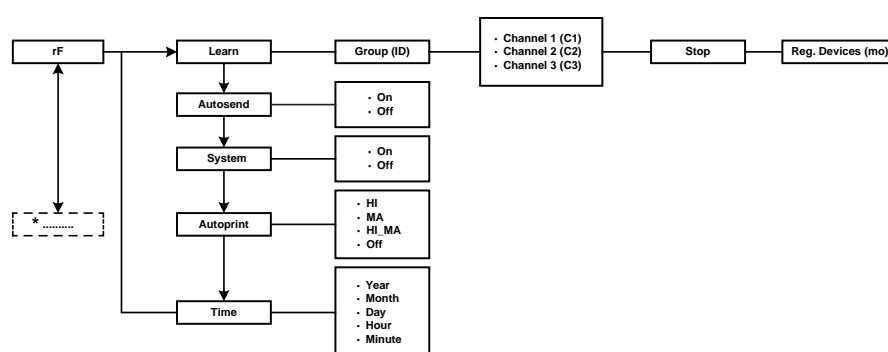 rF
Learn
Group (ID)
· Channel 1 (C1)
· Channel 2 (C2)
· Channel 3 (C3)
Stop
Reg. Devices (mo)
Autosend
· On
· Off
System
· On
· Off
* ..........
Autoprint
· HI
· MA
· HI_MA
· Off
Time
· Year
· Month
· Day
· Hour
· Minute